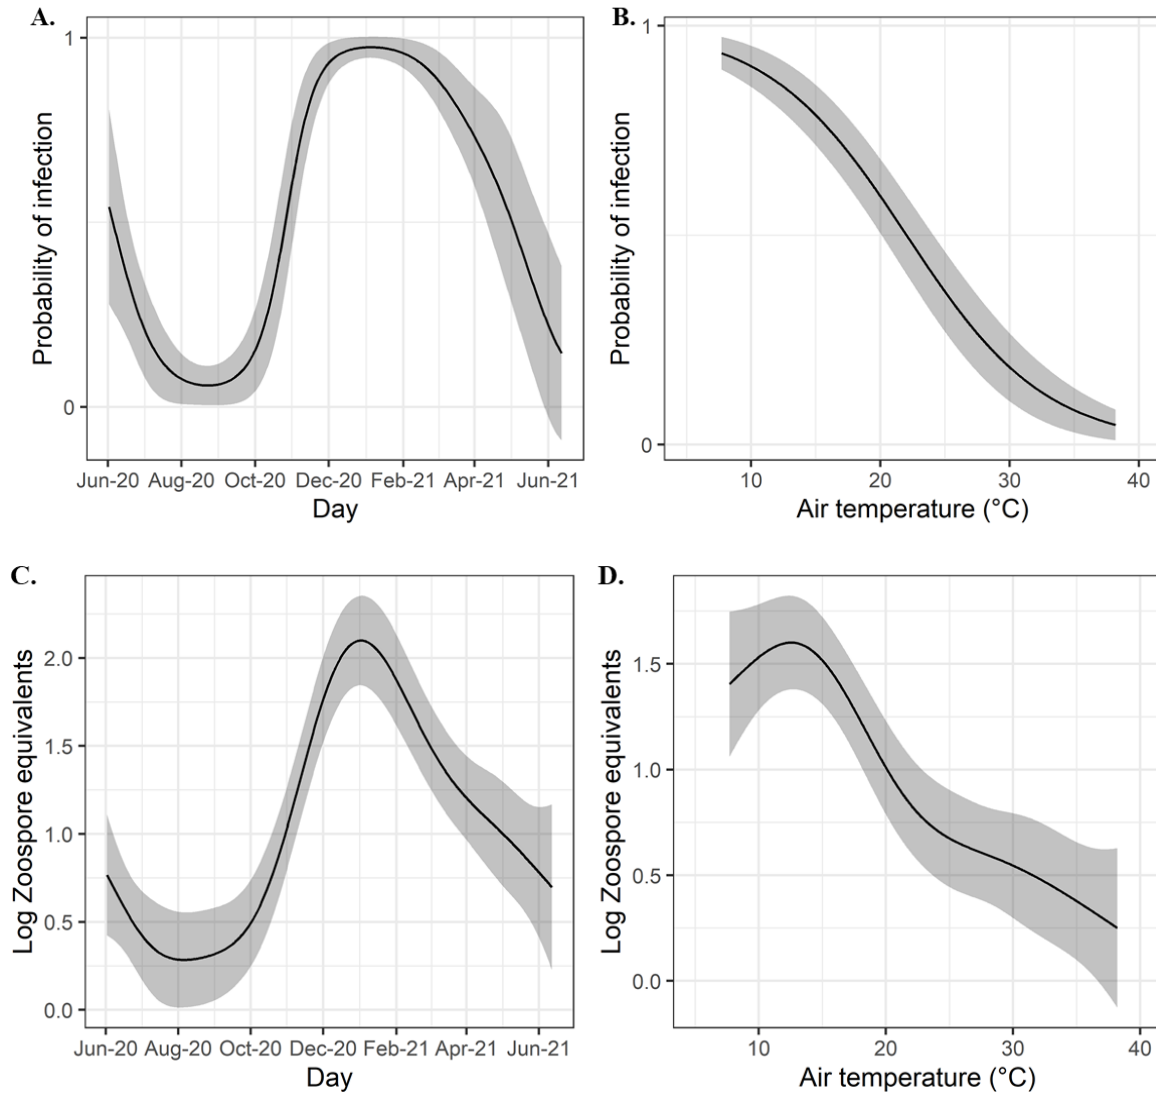 A.
Probability of infection
1
0
Jun-20 Aug-20 Oct-20 Dec-20 Feb-21 Apr-21 Jun-21
Day
B.
Probability of infection
1
0
10 20 30 40
Air temperature (°C)
C.
Log Zoospore equivalents
2.0
1.5
1.0
0.5
0.0
Jun-20 Aug-20 Oct-20 Dec-20 Feb-21 Apr-21 Jun-21
Day
D.
Log Zoospore equivalents
1.5
1.0
0.5
0.0
10 20 30 40
Air temperature (°C)